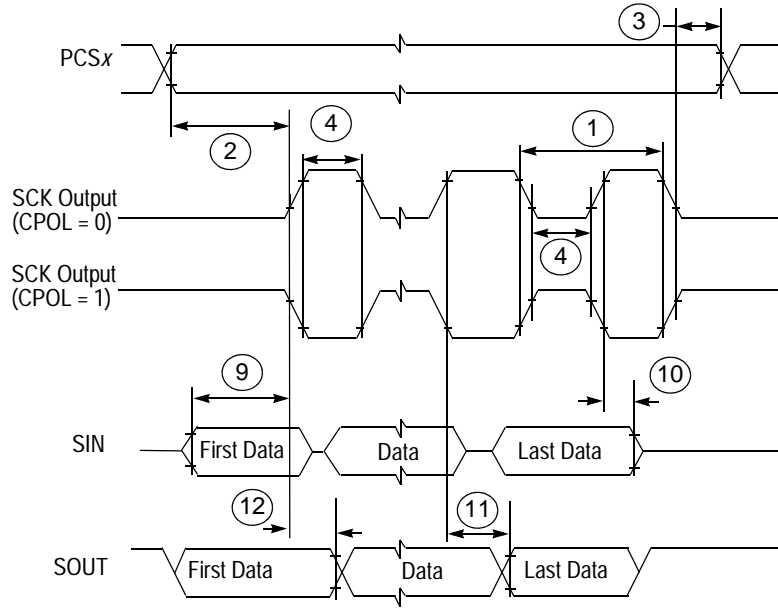 3
PCSx
2
4
1
SCK Output
(CPOL = 0)
4
SCK Output
(CPOL = 1)
9
10
SIN
First Data
Data
Last Data
12
11
SOUT
First Data
Data
Last Data